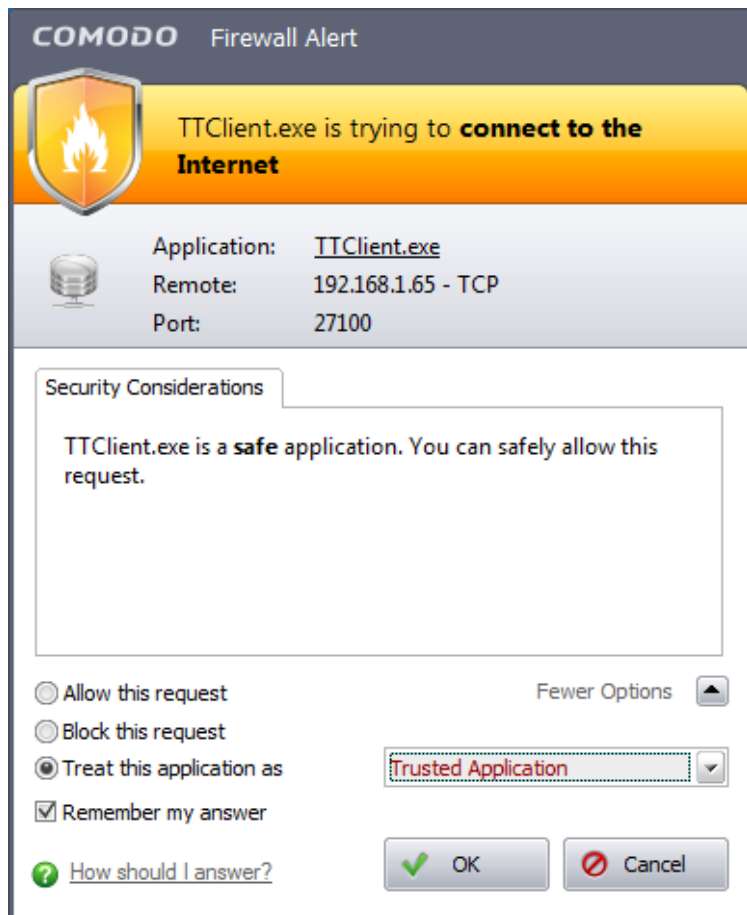 COMODO Firewall Alert
TTClient.exe is trying to connect to the
Internet
Application: TTClient.exe
Remote: 192.168.1.65 - TCP
Port: 27100
Security Considerations
TTClient.exe is a safe application. You can safely allow this
request.
Allow this request Fewer Options
Block this request
Treat this application as Trusted Application
Remember my answer
How should I answer? OK Cancel